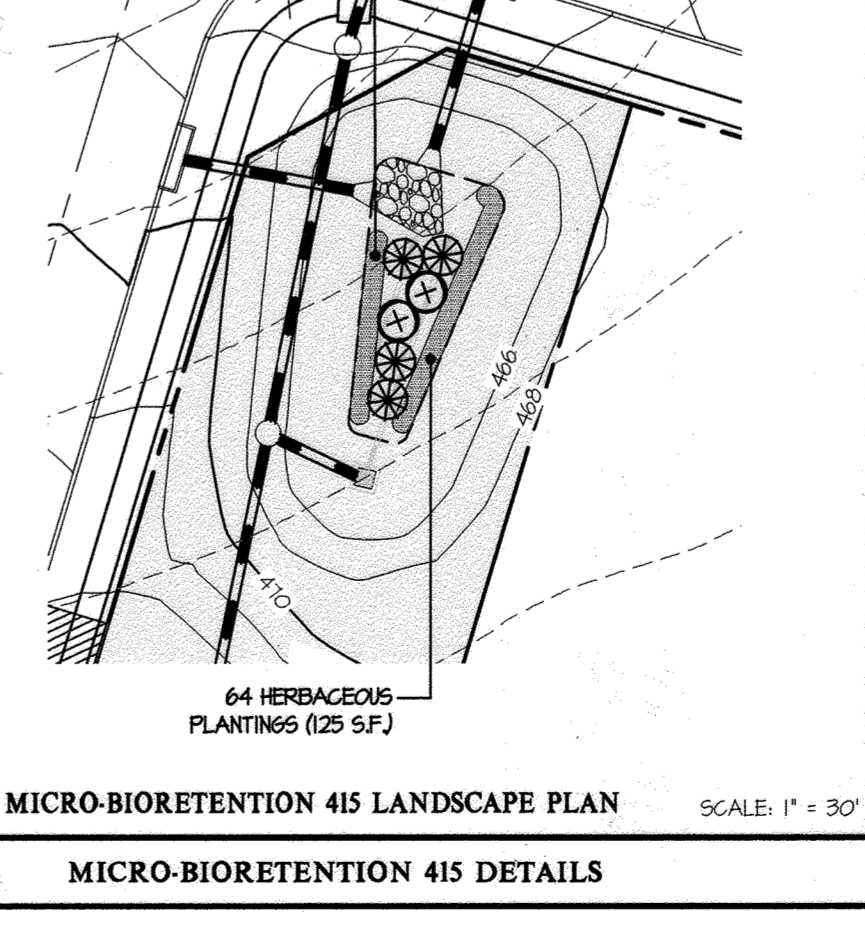 466
468
470
64 HERBACEOUS
PLANTINGS (125 S.F.)
MICRO-BIORETENTION 415 LANDSCAPE PLAN
SCALE: 1" = 30'
MICRO-BIORETENTION 415 DETAILS